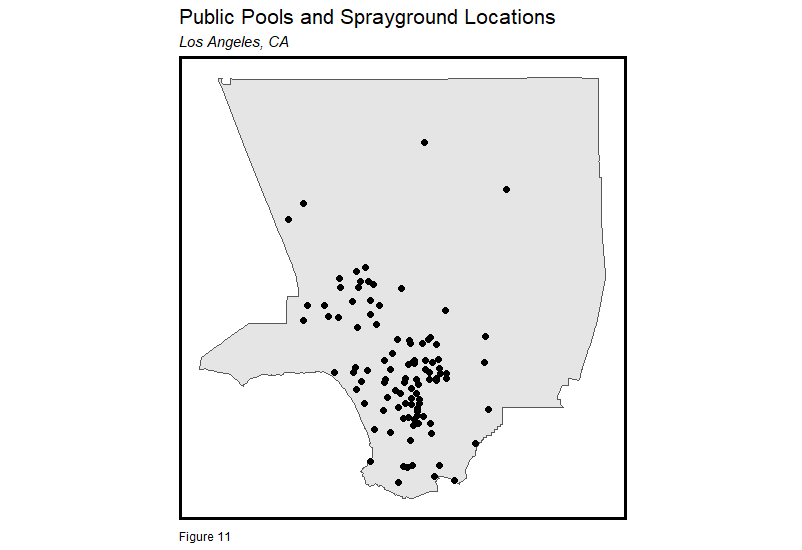 Public Pools and Sprayground Locations
Los Angeles, CA
Figure 11